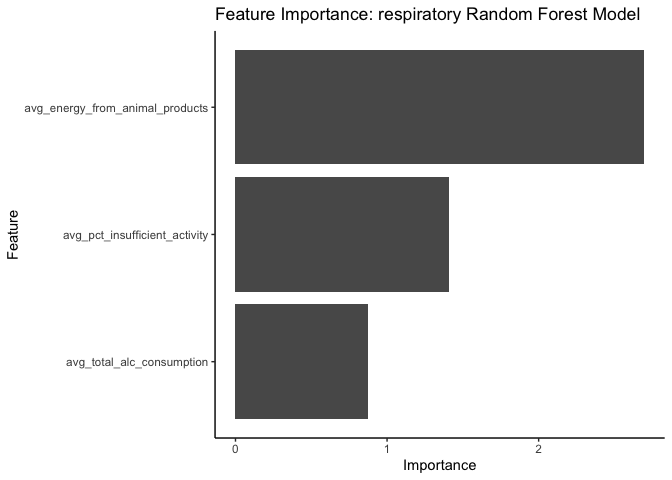 Feature Importance: respiratory Random Forest Model
Feature
avg_energy_from_animal_products
avg_pct_insufficient_activity
avg_total_alc_consumption
0 1 2
Importance